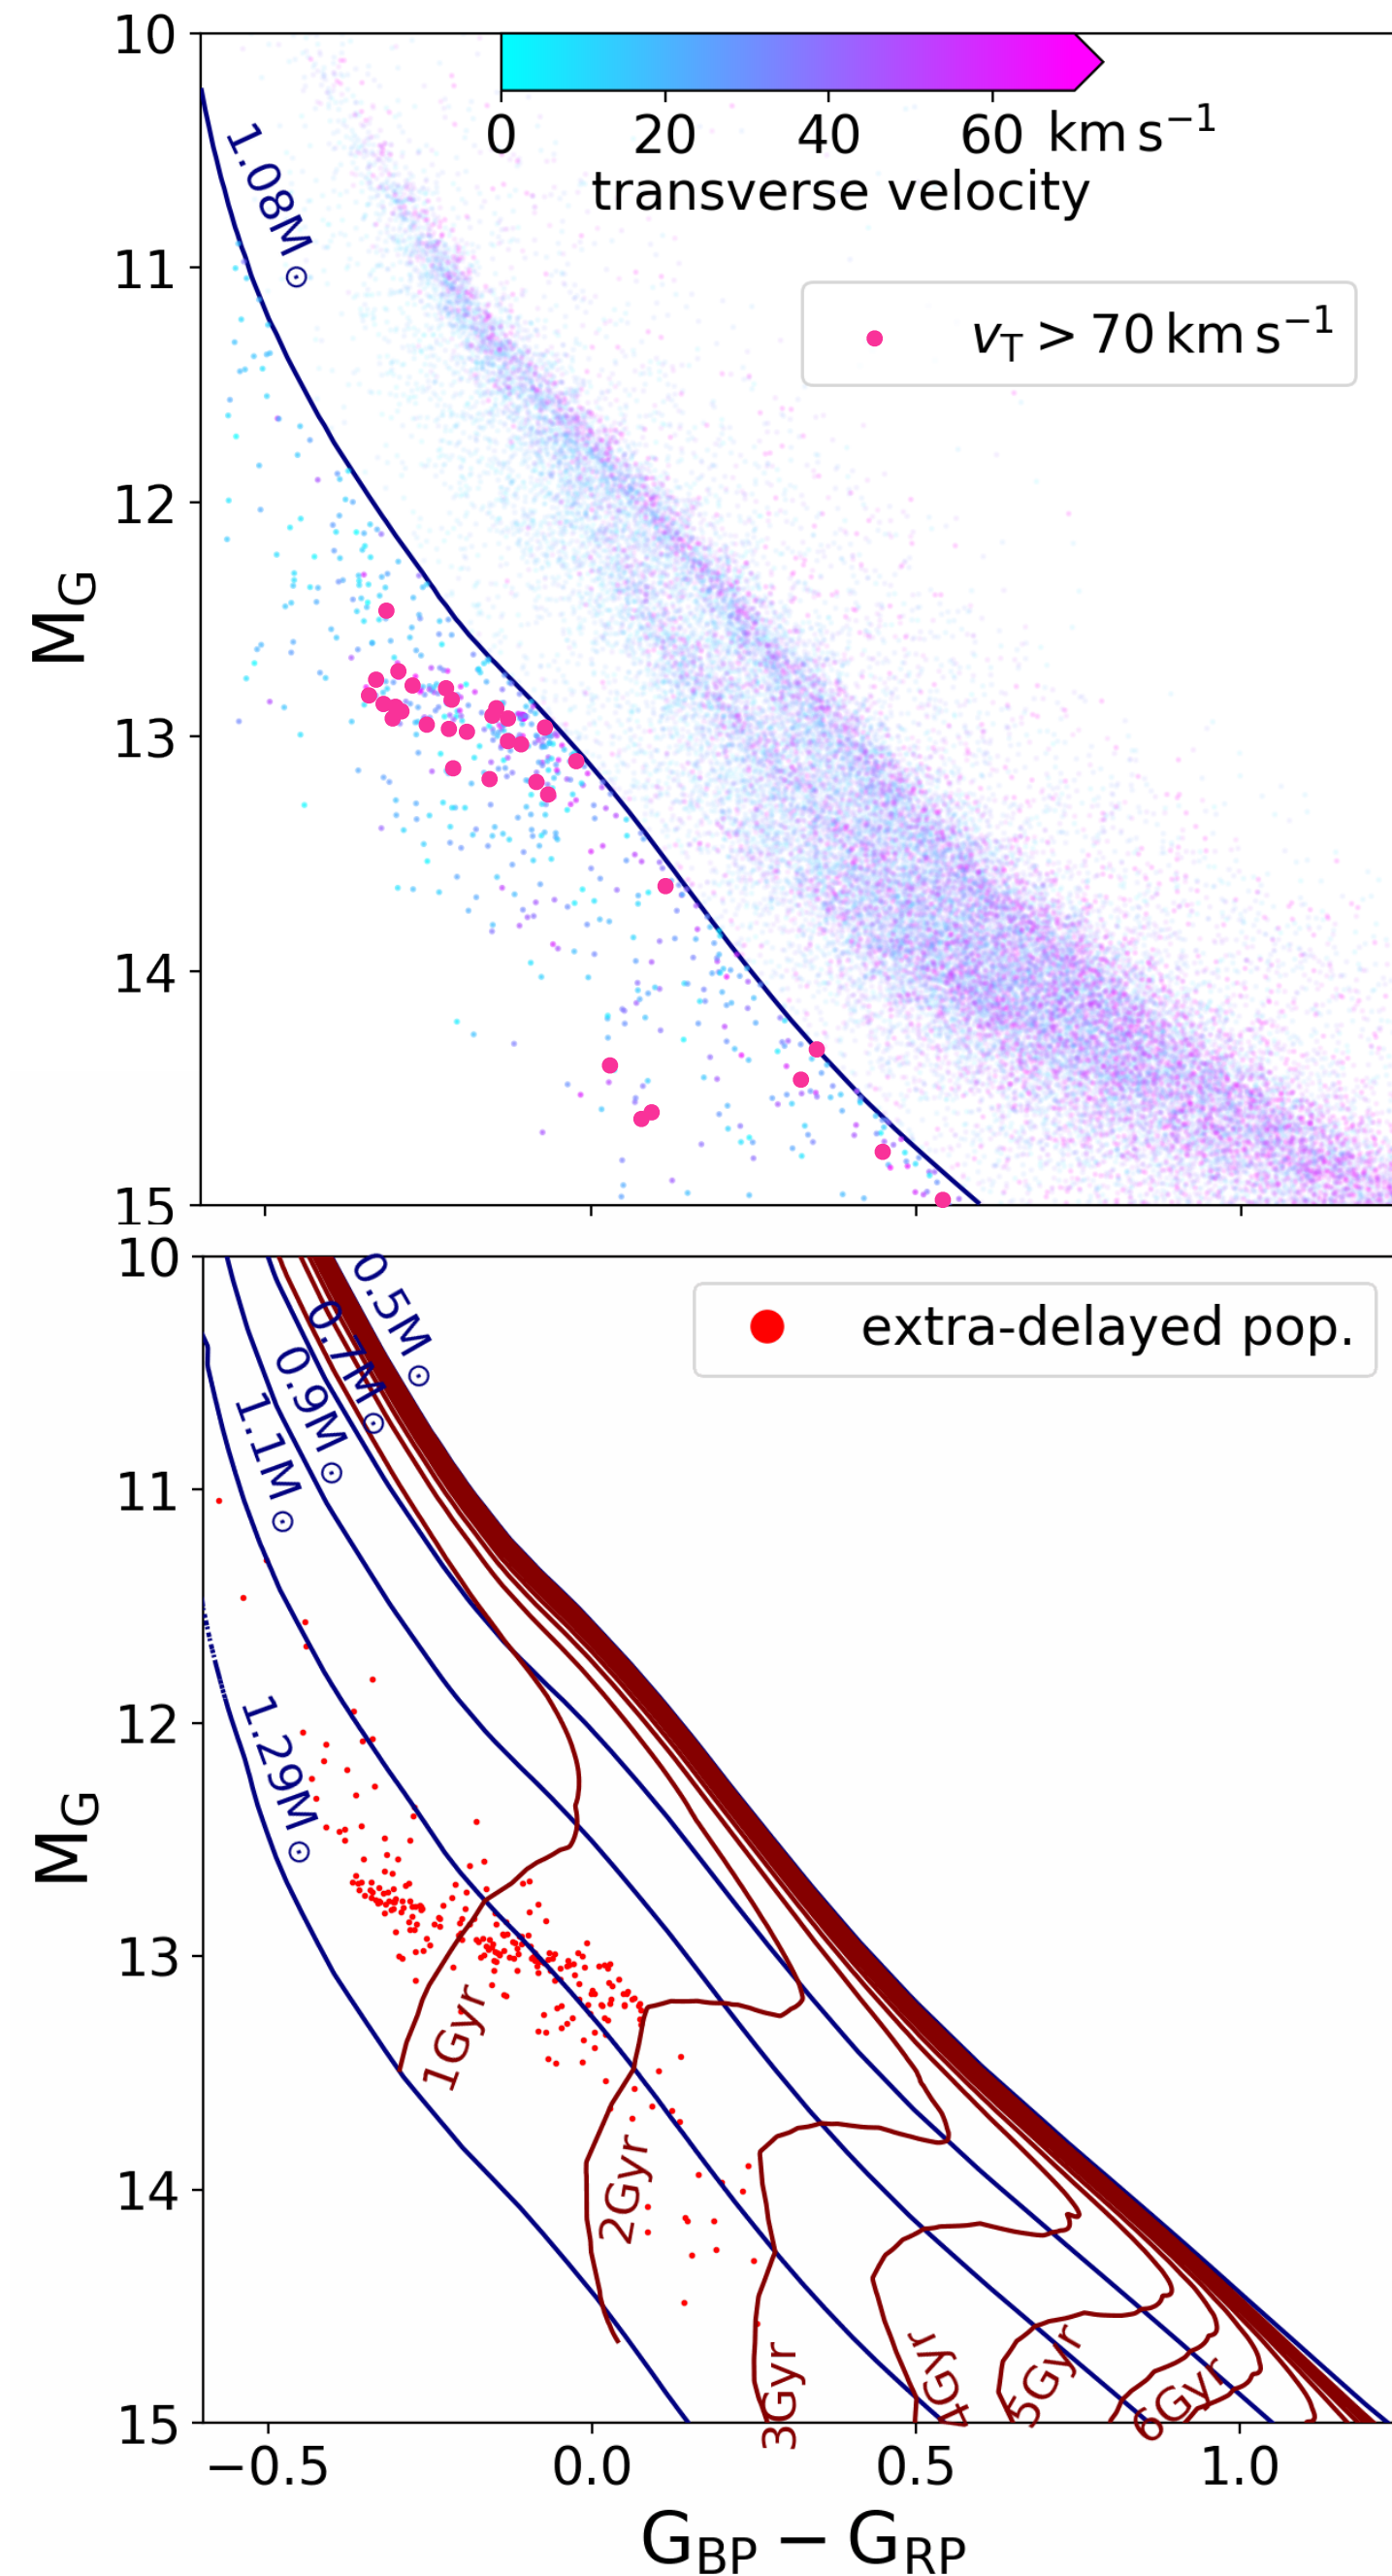 10
11
12
13
14
15
M_G
0 20 40 60 km s⁻¹
transverse velocity
1.08M⊙
v_T > 70 km s⁻¹
10
11
12
13
14
15
M_G
extra-delayed pop.
0.5M⊙
0.7M⊙
0.9M⊙
1.1M⊙
1.29M⊙
1Gyr
2Gyr
3Gyr
4Gyr
5Gyr
6Gyr
−0.5 0.0 0.5 1.0
G_BP − G_RP